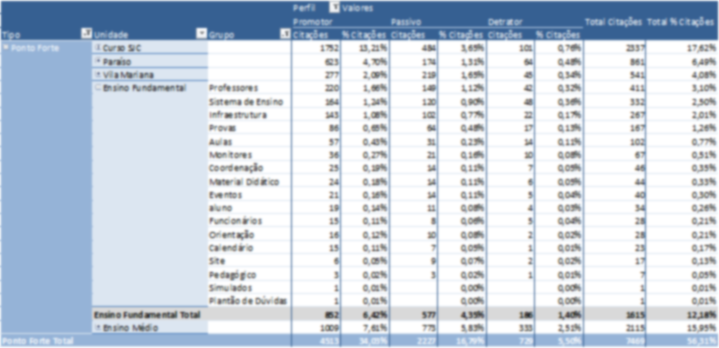 Perfil Valores
Promotor Passivo Detrator Total Citações Total % Citações
Tipo Unidade Grupo Citações % Citações Citações % Citações Citações % Citações
Ponto Forte Curso SJC 1752 13,21% 484 3,65% 101 0,76% 2337 17,62%
Paraíso 623 4,70% 174 1,31% 64 0,48% 861 6,49%
Vila Mariana 277 2,09% 219 1,65% 45 0,34% 541 4,08%
Ensino Fundamental Professores 220 1,66% 149 1,12% 42 0,32% 411 3,10%
Sistema de Ensino 164 1,24% 120 0,90% 48 0,36% 332 2,50%
Infraestrutura 143 1,08% 102 0,77% 22 0,17% 267 2,01%
Provas 86 0,65% 64 0,48% 17 0,13% 167 1,26%
Aulas 57 0,43% 31 0,23% 14 0,11% 102 0,77%
Monitores 36 0,27% 21 0,16% 10 0,08% 67 0,51%
Coordenação 25 0,19% 14 0,11% 7 0,05% 46 0,35%
Material Didático 24 0,18% 14 0,11% 6 0,05% 44 0,33%
Eventos 21 0,16% 14 0,11% 5 0,04% 40 0,30%
aluno 19 0,14% 11 0,08% 4 0,03% 34 0,26%
Funcionários 15 0,11% 8 0,06% 5 0,04% 28 0,21%
Orientação 16 0,12% 10 0,08% 2 0,02% 28 0,21%
Calendário 15 0,11% 7 0,05% 1 0,01% 23 0,17%
Site 6 0,05% 9 0,07% 2 0,02% 17 0,13%
Pedagógico 3 0,02% 3 0,02% 1 0,01% 7 0,05%
Simulados 1 0,01% 0,00% 0,00% 1 0,01%
Plantão de Dúvidas 1 0,01% 0,00% 0,00% 1 0,01%
Ensino Fundamental Total 852 6,42% 577 4,35% 186 1,40% 1615 12,18%
Ensino Médio 1009 7,61% 773 5,83% 333 2,51% 2115 15,95%
Ponto Forte Total 4513 2227 729 7469